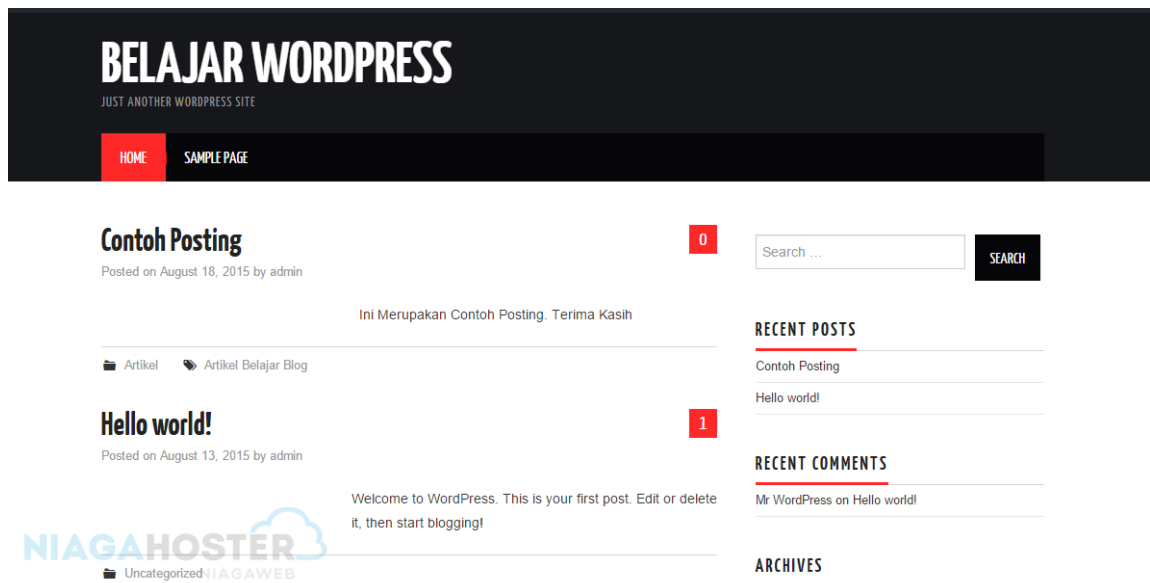 BELAJAR WORDPRESS
JUST ANOTHER WORDPRESS SITE
HOME SAMPLE PAGE
Contoh Posting 0
Posted on August 18, 2015 by admin
Ini Merupakan Contoh Posting. Terima Kasih
Artikel Artikel Belajar Blog
Hello world! 1
Posted on August 13, 2015 by admin
Welcome to WordPress. This is your first post. Edit or delete
it, then start blogging!
Uncategorized
Search ... SEARCH
RECENT POSTS
Contoh Posting
Hello world!
RECENT COMMENTS
Mr WordPress on Hello world!
ARCHIVES
NIAGAHOSTER
NIAGAWEB